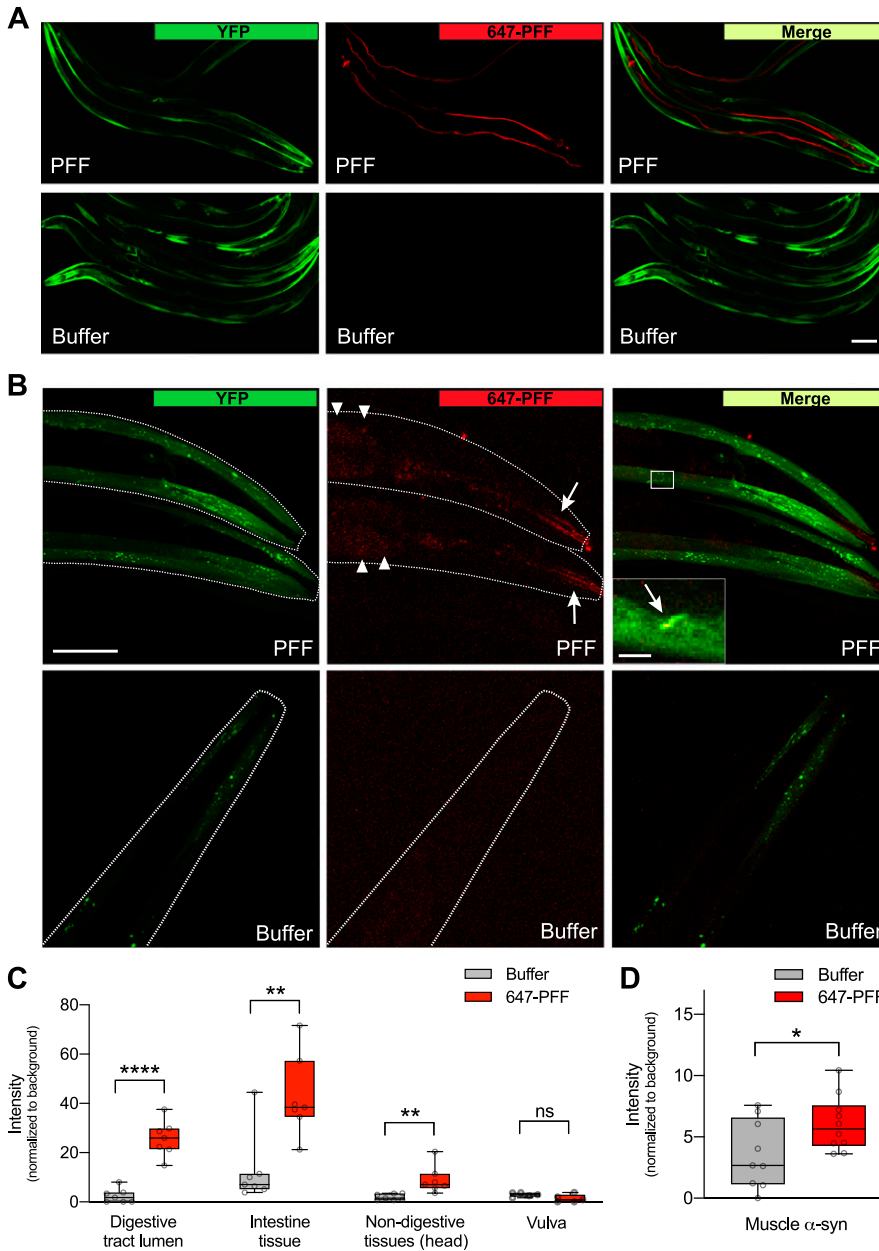 A
YFP
647-PFF
Merge
PFF
PFF
PFF
Buffer
Buffer
Buffer
B
YFP
647-PFF
Merge
PFF
PFF
PFF
Buffer
Buffer
Buffer
C
Buffer
647-PFF
Intensity
(normalized to background)
80
60
40
20
0
****
**
**
ns
Digestive
tract lumen
Intestine
tissue
Non-digestive
tissues (head)
Vulva
D
Buffer
647-PFF
Intensity
(normalized to background)
15
10
5
0
*
Muscle α-syn